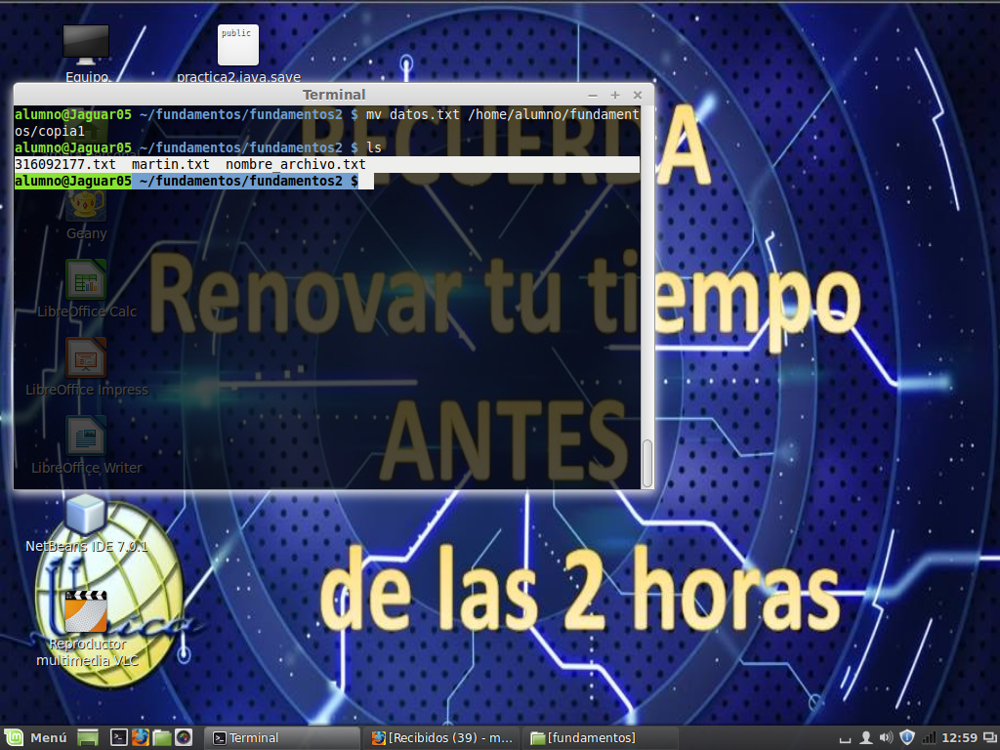 public
Equipo
practica2.java.save
Terminal
alumno@Jaguar05 ~/fundamentos/fundamentos2 $ mv datos.txt /home/alumno/fundament
os/copia1
alumno@Jaguar05 ~/fundamentos/fundamentos2 $ ls
316092177.txt martin.txt nombre_archivo.txt
alumno@Jaguar05 ~/fundamentos/fundamentos2 $
RECUERDA
Geany
Renovar tu tiempo
LibreOffice Calc
LibreOffice Impress
ANTES
LibreOffice Writer
NetBeans IDE 7.0.1
de las 2 horas
Reproductor
multimedia VLC
Menú
Terminal
[Recibidos (39) - m...
[fundamentos]
12:59